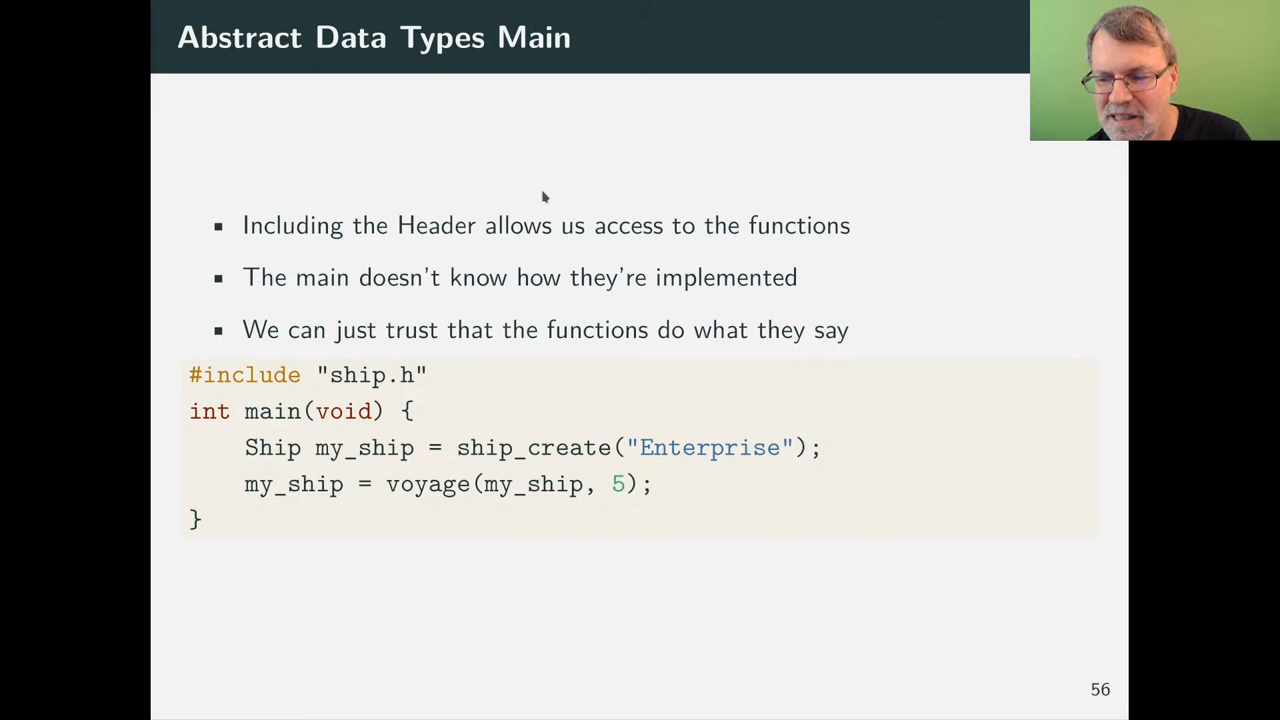 Abstract Data Types Main
▪ Including the Header allows us access to the functions
▪ The main doesn't know how they're implemented
▪ We can just trust that the functions do what they say
#include "ship.h"
int main(void) {
    Ship my_ship = ship_create("Enterprise");
    my_ship = voyage(my_ship, 5);
}
56